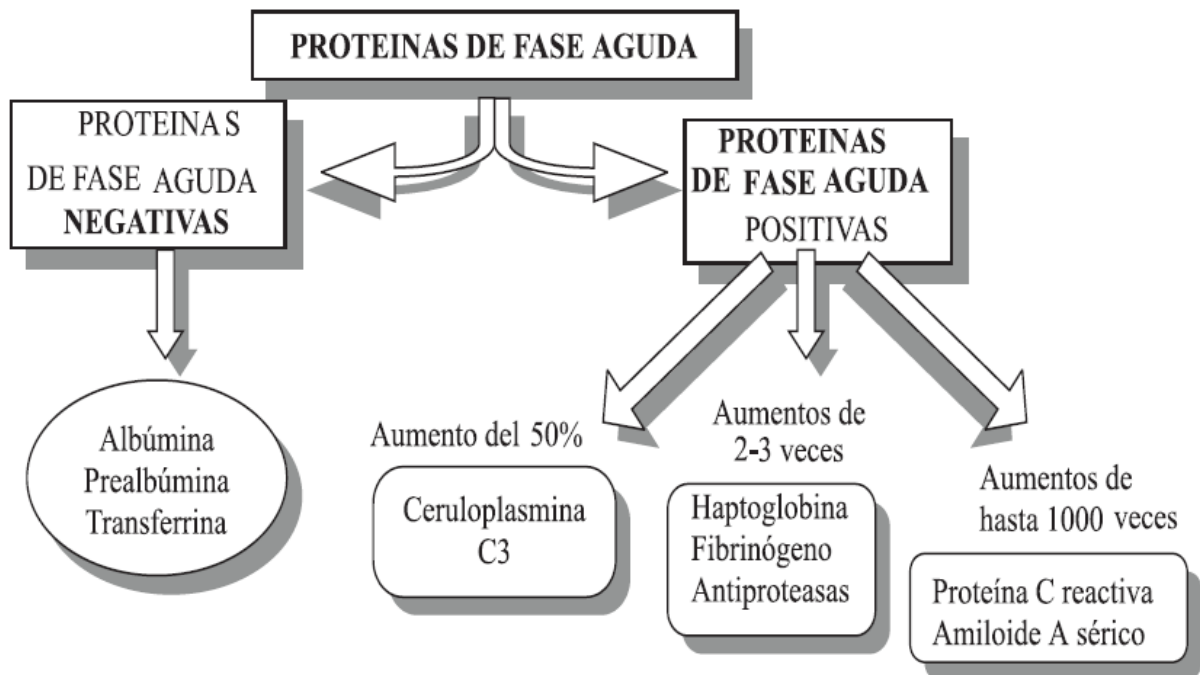 PROTEINAS DE FASE AGUDA
PROTEINAS
DE FASE AGUDA
NEGATIVAS
PROTEINAS
DE FASE AGUDA
POSITIVAS
Albúmina
Prealbúmina
Transferrina
Aumento del 50%
Ceruloplasmina
C3
Aumentos de
2-3 veces
Haptoglobina
Fibrinógeno
Antiproteasas
Aumentos de
hasta 1000 veces
Proteína C reactiva
Amiloide A sérico